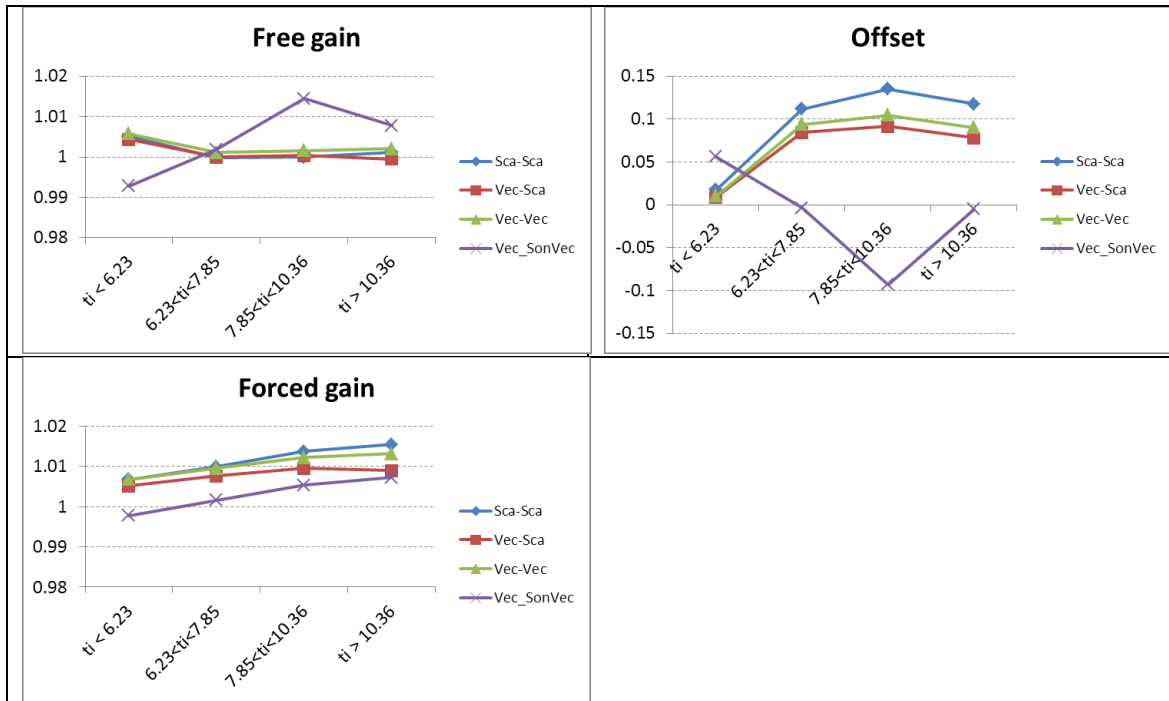 Free gain
1.02
1.01
1
0.99
0.98
ti < 6.23
6.23<ti<7.85
7.85<ti<10.36
ti > 10.36
Sca-Sca
Vec-Sca
Vec-Vec
Vec_SonVec
Offset
0.15
0.1
0.05
0
-0.05
-0.1
-0.15
ti < 6.23
6.23<ti<7.85
7.85<ti<10.36
ti > 10.36
Sca-Sca
Vec-Sca
Vec-Vec
Vec_SonVec
Forced gain
1.02
1.01
1
0.99
0.98
ti < 6.23
6.23<ti<7.85
7.85<ti<10.36
ti > 10.36
Sca-Sca
Vec-Sca
Vec-Vec
Vec_SonVec